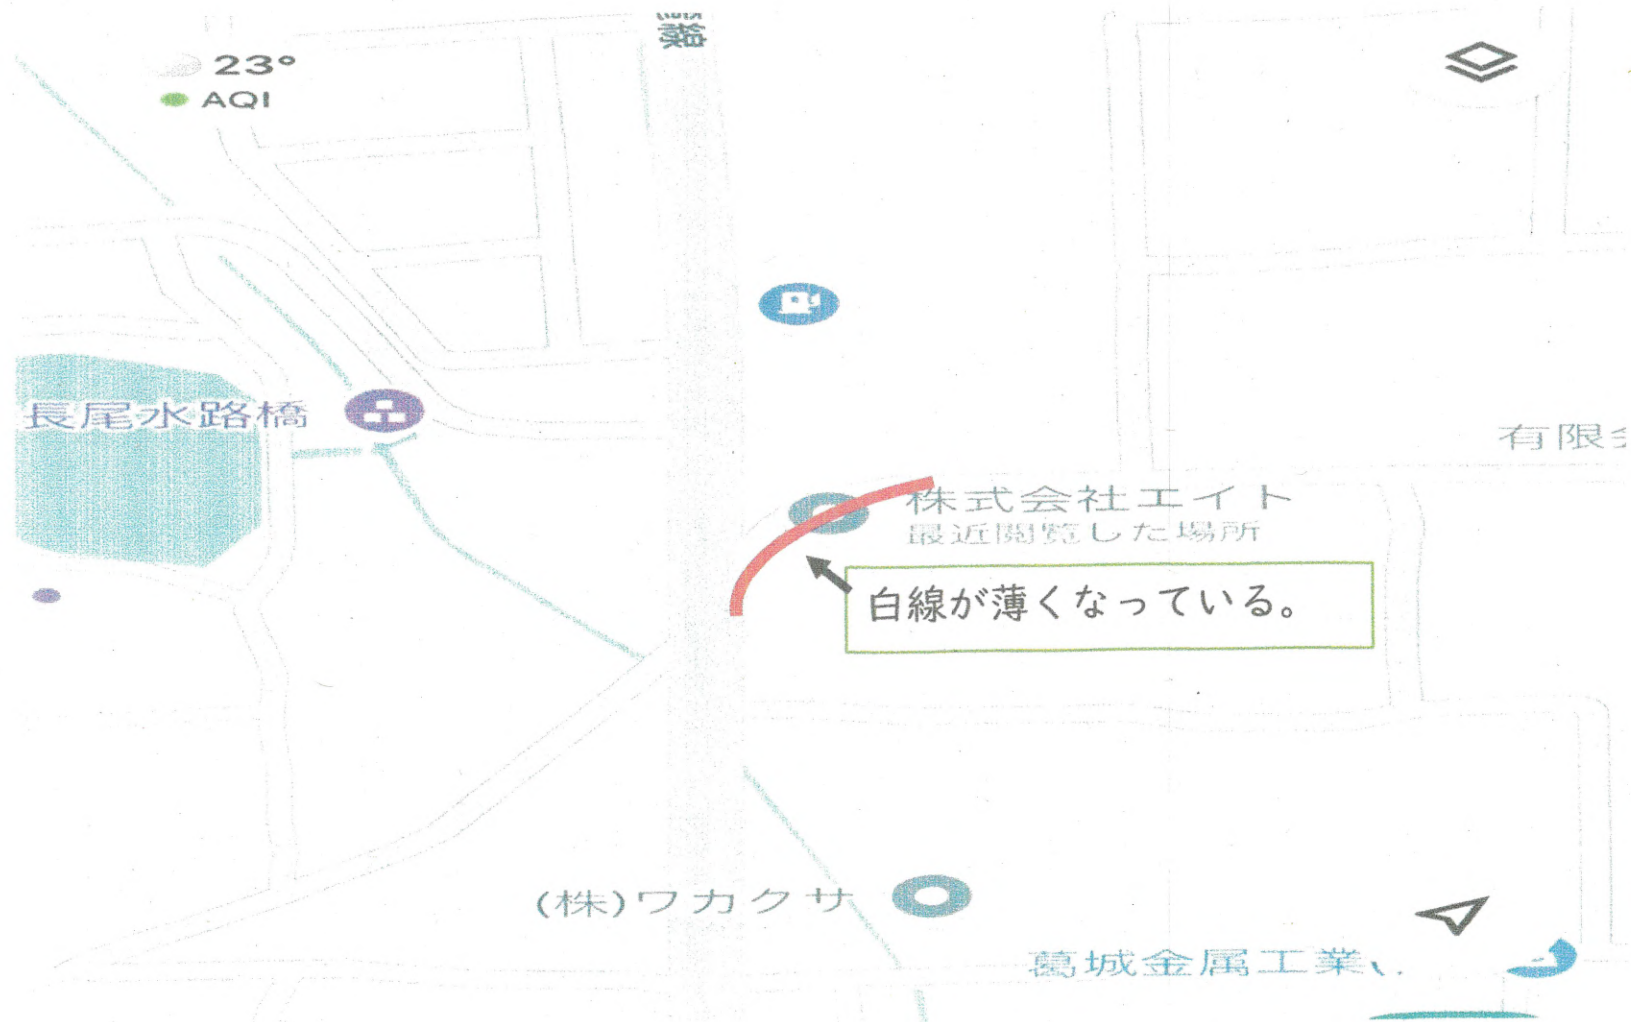 線
23°
AQI
長尾水路橋
有限
株式会社エイト
最近閲覧した場所
白線が薄くなっている。
(株)ワカクサ
葛城金属工業